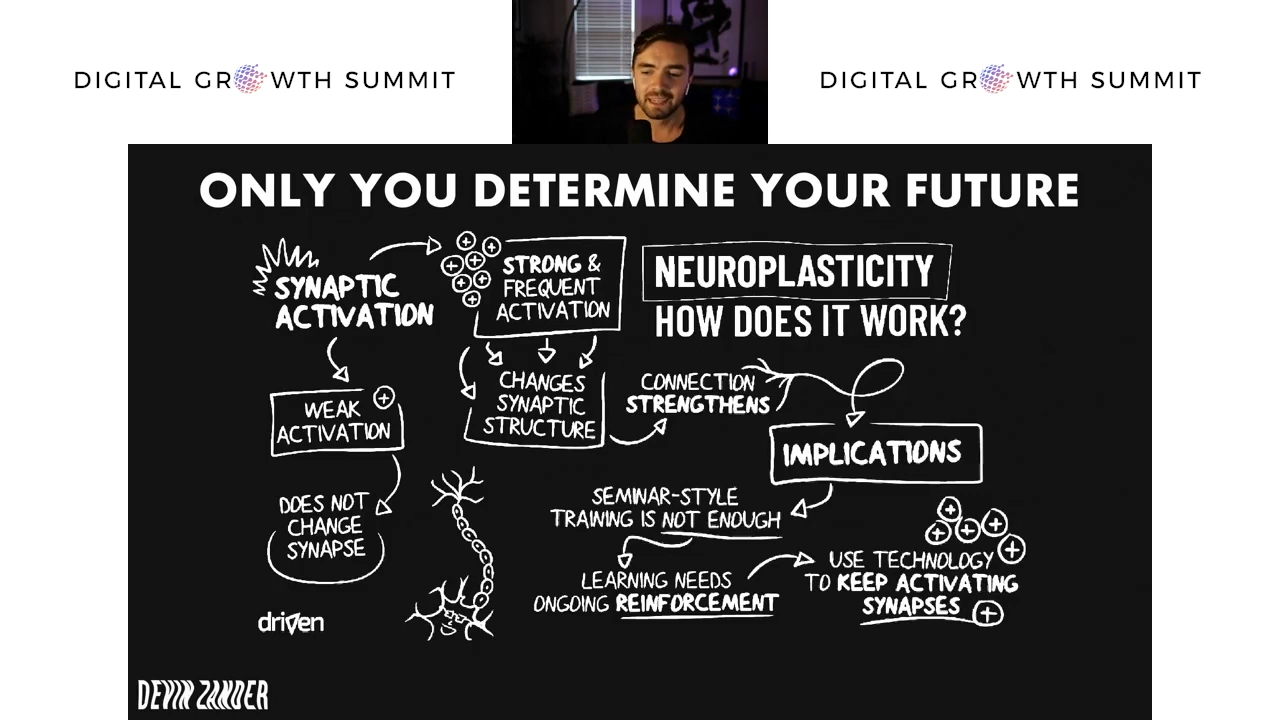 DIGITAL GROWTH SUMMIT
DIGITAL GROWTH SUMMIT
ONLY YOU DETERMINE YOUR FUTURE
SYNAPTIC
ACTIVATION
STRONG &
FREQUENT
ACTIVATION
NEUROPLASTICITY
HOW DOES IT WORK?
WEAK
ACTIVATION
CHANGES
SYNAPTIC
STRUCTURE
CONNECTION
STRENGTHENS
IMPLICATIONS
DOES NOT
CHANGE
SYNAPSE
SEMINAR-STYLE
TRAINING IS NOT ENOUGH
LEARNING NEEDS
ONGOING REINFORCEMENT
USE TECHNOLOGY
TO KEEP ACTIVATING
SYNAPSES
driven
DEVIN ZANDER